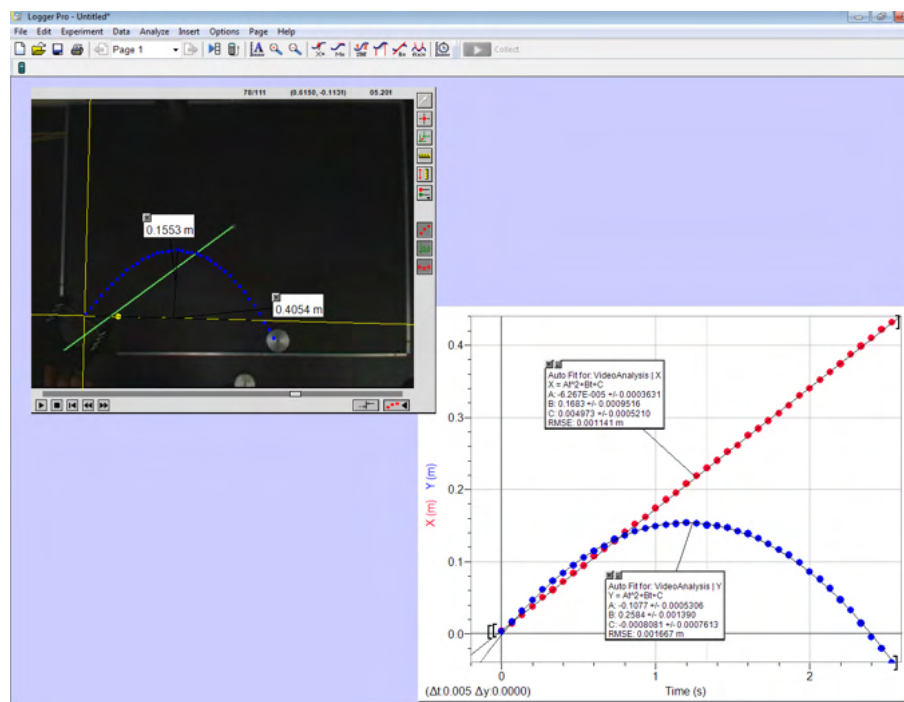 Logger Pro - Untitled*
File Edit Experiment Data Analyze Insert Options Page Help
Page 1
Collect
78/111 (0.6150, -0.1131) 05.201
0.1553 m
0.4054 m
0.4
0.3
0.2
0.1
0.0
X (m) Y (m)
Auto Fit for: VideoAnalysis | X
X = At^2+Bt+C
A: -6.267E-005 +/- 0.0003631
B: 0.1683 +/- 0.0009516
C: 0.004973 +/- 0.0005210
RMSE: 0.001141 m
Auto Fit for: VideoAnalysis | Y
Y = At^2+Bt+C
A: -0.1077 +/- 0.0005306
B: 0.2584 +/- 0.001390
C: -0.0008081 +/- 0.0007613
RMSE: 0.001667 m
0 1 2
(Δt:0.005 Δy:0.0000) Time (s)